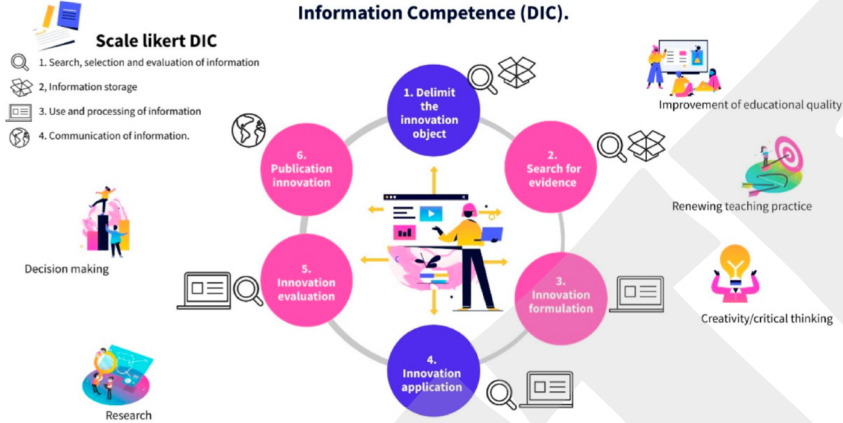 Information Competence (DIC).
Scale likert DIC
1. Search, selection and evaluation of information
2, Information storage
3. Use and processing of information
4. Communication of information.
1. Delimit
the
innovation
object
2.
Search for
evidence
3.
Innovation
formulation
4.
Innovation
application
5.
Innovation
evaluation
6.
Publication
innovation
Improvement of educational quality
Renewing teaching practice
Creativity/critical thinking
Decision making
Research